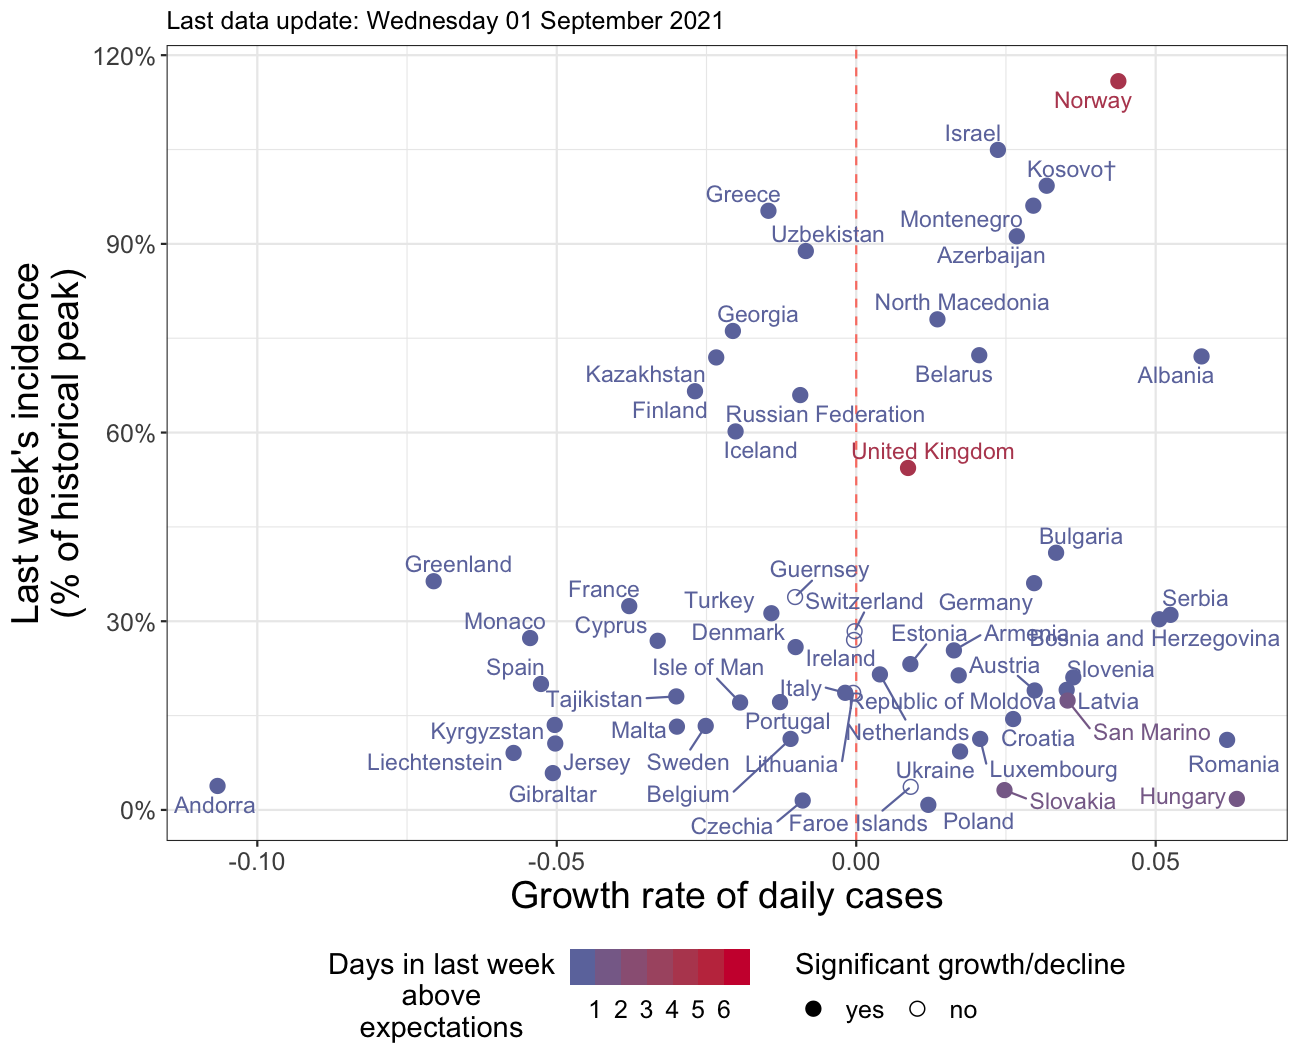 Last data update: Wednesday 01 September 2021
Last week's incidence
(% of historical peak)
120%
90%
60%
30%
0%
Norway
Israel
Kosovo†
Greece
Montenegro
Uzbekistan
Azerbaijan
North Macedonia
Georgia
Kazakhstan
Belarus
Albania
Finland
Russian Federation
Iceland
United Kingdom
Bulgaria
Greenland
Guernsey
France
Turkey
Switzerland
Germany
Serbia
Monaco
Cyprus
Denmark
Estonia
Armenia
Bosnia and Herzegovina
Spain
Isle of Man
Ireland
Austria
Slovenia
Tajikistan
Italy
Republic of Moldova
Latvia
Kyrgyzstan
Malta
Portugal
Netherlands
Croatia
San Marino
Liechtenstein
Jersey
Sweden
Lithuania
Ukraine
Luxembourg
Romania
Andorra
Gibraltar
Belgium
Slovakia
Hungary
Czechia
Faroe Islands
Poland
-0.10
-0.05
0.00
0.05
Growth rate of daily cases
Days in last week
above
expectations
1 2 3 4 5 6
Significant growth/decline
yes
no